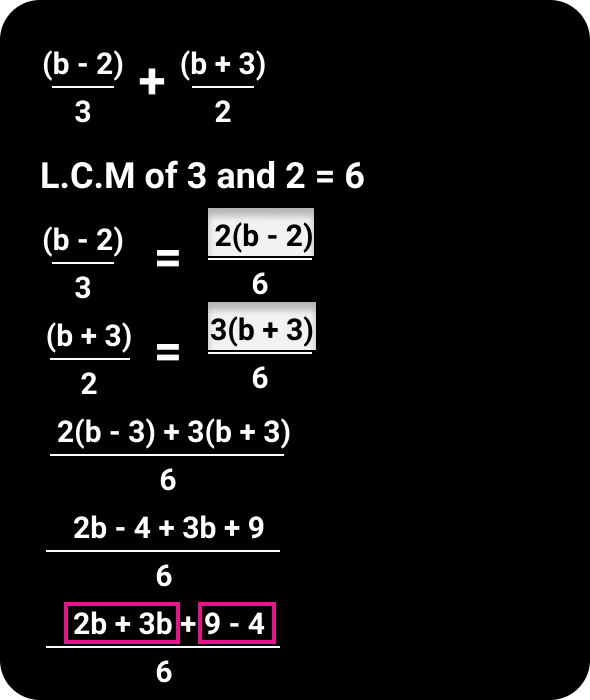 (b - 2) + (b + 3)
3 2
L.C.M of 3 and 2 = 6
(b - 2) = 2(b - 2)
3 6
(b + 3) = 3(b + 3)
2 6
2(b - 3) + 3(b + 3)
6
2b - 4 + 3b + 9
6
2b + 3b + 9 - 4
6